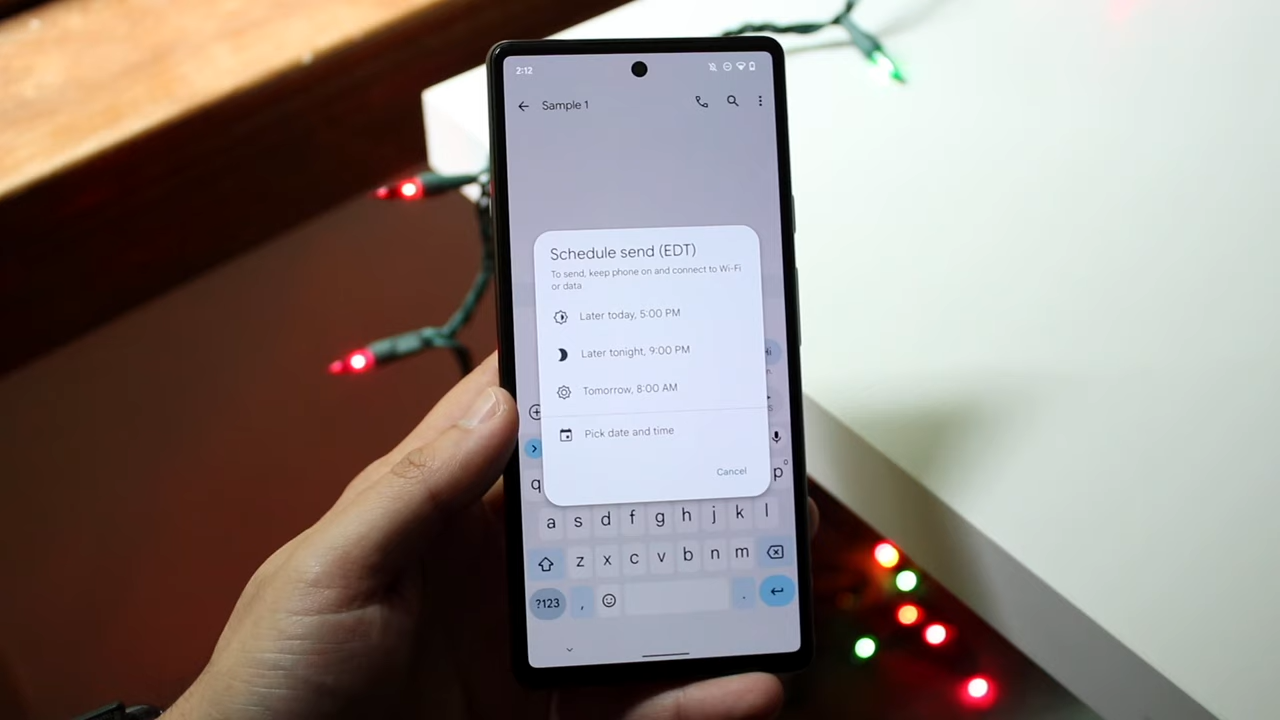 2:12
Sample 1
Schedule send (EDT)
To send, keep phone on and connect to Wi-Fi
or data
Later today, 5:00 PM
Later tonight, 9:00 PM
Tomorrow, 8:00 AM
Pick date and time
Cancel
q p 0
a s d f g h j k l
z x c v b n m
?123 , .